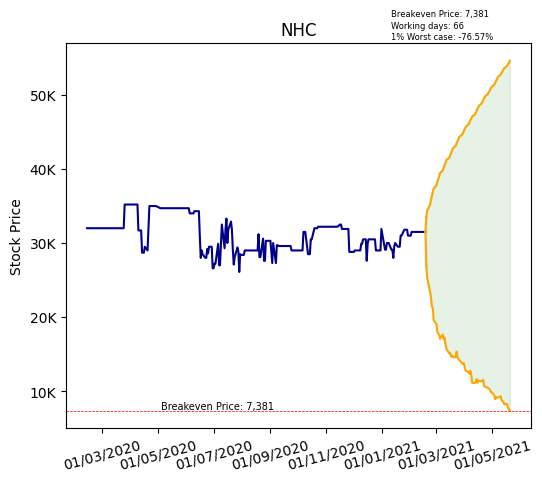 Breakeven Price: 7,381
Working days: 66
1% Worst case: -76.57%
NHC
Stock Price
50K
40K
30K
20K
10K
Breakeven Price: 7,381
01/03/2020
01/05/2020
01/07/2020
01/09/2020
01/11/2020
01/01/2021
01/03/2021
01/05/2021